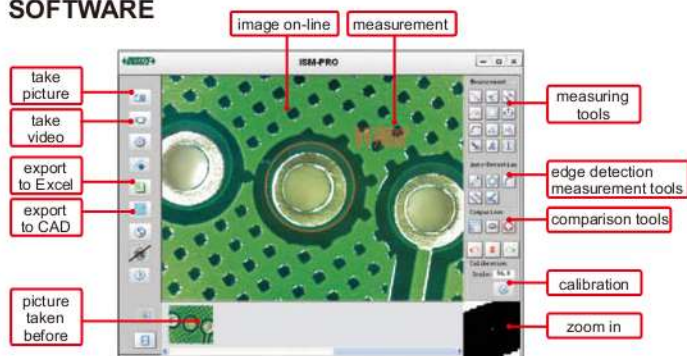 SOFTWARE
image on-line
measurement
ISM-PRO
take
picture
take
video
export
to Excel
export
to CAD
picture
taken
before
Measurement
measuring
tools
edge detection
measurement tools
comparison tools
calibration
zoom in